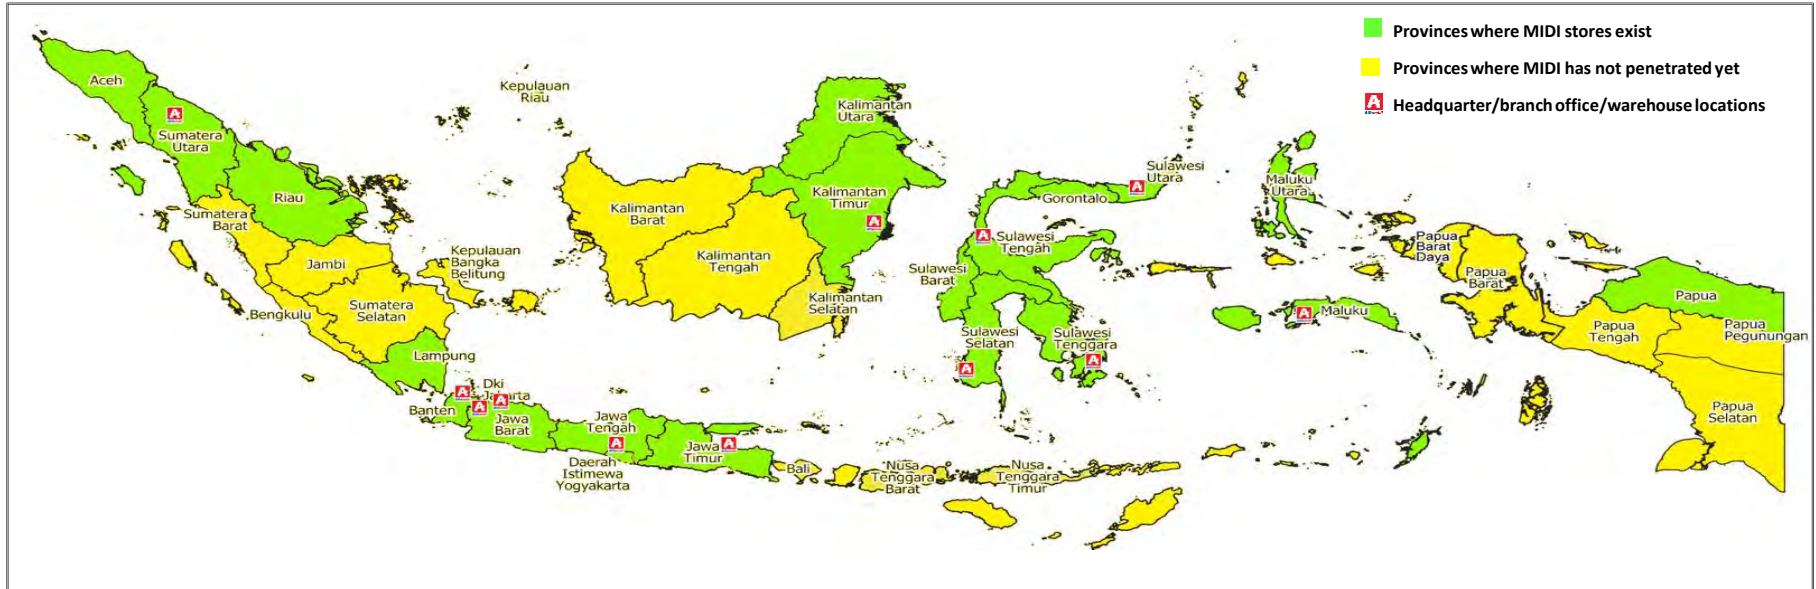 Provinces where MIDI stores exist
Provinces where MIDI has not penetrated yet
A Headquarter/branch office/warehouse locations
Aceh
A
Sumatera
Utara
Riau
Kepulauan
Riau
Sumatera
Barat
Jambi
Kepulauan
Bangka
Belitung
Sumatera
Selatan
Bengkulu
Lampung
A
Dki
Jakarta
A
A
Banten
Jawa
Barat
Jawa
Tengah
A
Daerah
Istimewa
Yogyakarta
Jawa
Timur
A
Bali
Nusa
Tenggara
Barat
Nusa
Tenggara
Timur
Kalimantan
Utara
Kalimantan
Timur
A
Kalimantan
Barat
Kalimantan
Tengah
Kalimantan
Selatan
Sulawesi
Utara
A
Gorontalo
A
Sulawesi
Tengah
Sulawesi
Barat
Sulawesi
Selatan
A
Sulawesi
Tenggara
A
Maluku
Utara
A
Maluku
Papua
Barat
Daya
Papua
Barat
Papua
Papua
Tengah
Papua
Pegunungan
Papua
Selatan